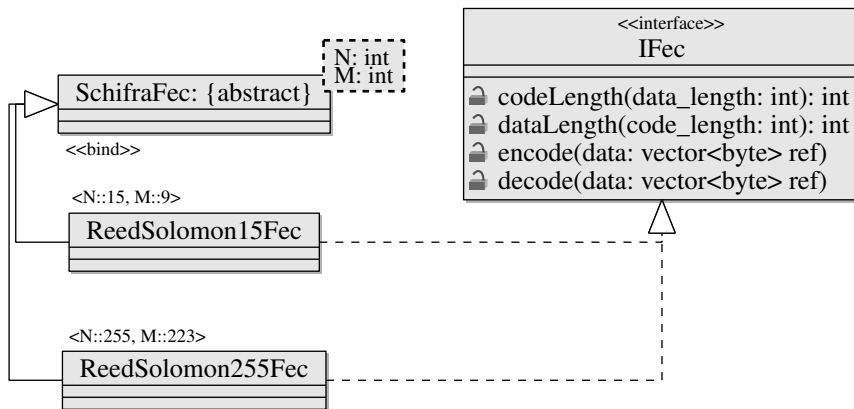 <<interface>>
IFec
codeLength(data_length: int): int
dataLength(code_length: int): int
encode(data: vector<byte> ref)
decode(data: vector<byte> ref)
N: int
M: int
SchifraFec: {abstract}
<<bind>>
<N::15, M::9>
ReedSolomon15Fec
<N::255, M::223>
ReedSolomon255Fec